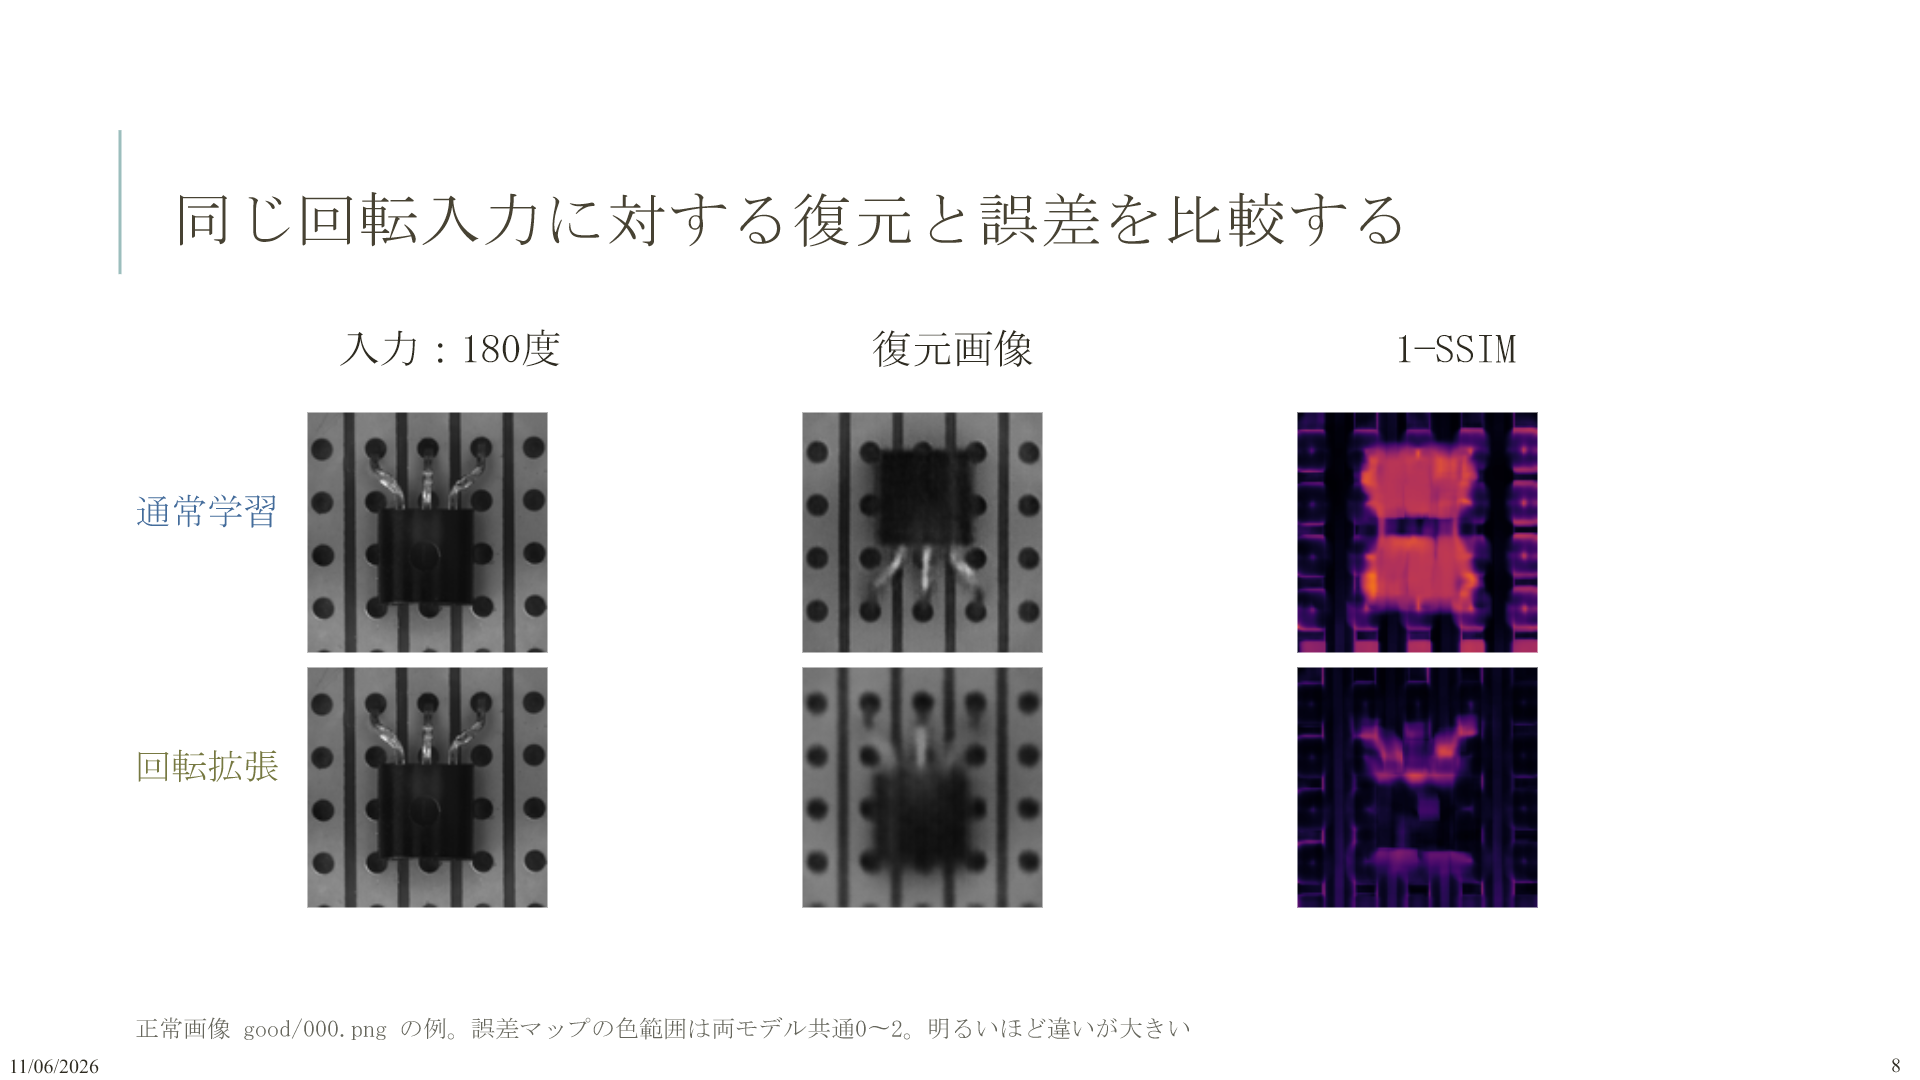 同じ回転入力に対する復元と誤差を比較する
入力：180度
復元画像
1−SSIM
通常学習
回転拡張
正常画像 good/000.png の例。誤差マップの色範囲は両モデル共通0～2。明るいほど違いが大きい
11/06/2026
8